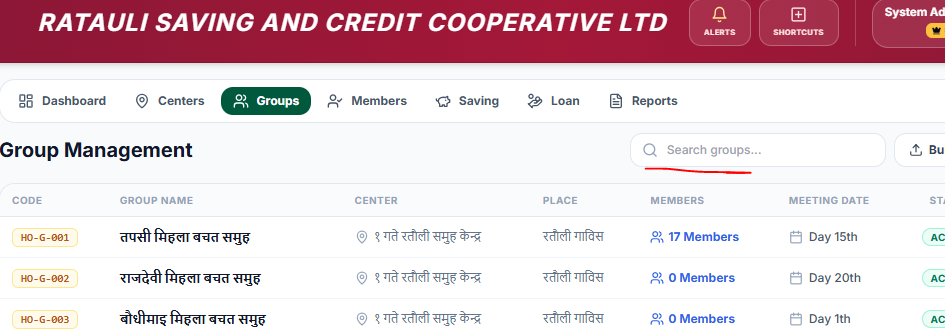 RATAULI SAVING AND CREDIT COOPERATIVE LTD
ALERTS
SHORTCUTS
System Ad
Dashboard Centers Groups Members Saving Loan Reports
Group Management
Search groups...
Bu
CODE GROUP NAME CENTER PLACE MEMBERS MEETING DATE STA
HO-G-001 तपसी मिहला बचत समुह १ गते रतौली समुह केन्द्र रतौली गाविस 17 Members Day 15th AC
HO-G-002 राजदेवी मिहला बचत समुह १ गते रतौली समुह केन्द्र रतौली गाविस 0 Members Day 20th AC
HO-G-003 बौधीमाइ मिहला बचत समुह १ गते रतौली समुह केन्द्र रतौली गाविस 0 Members Day 1th AC